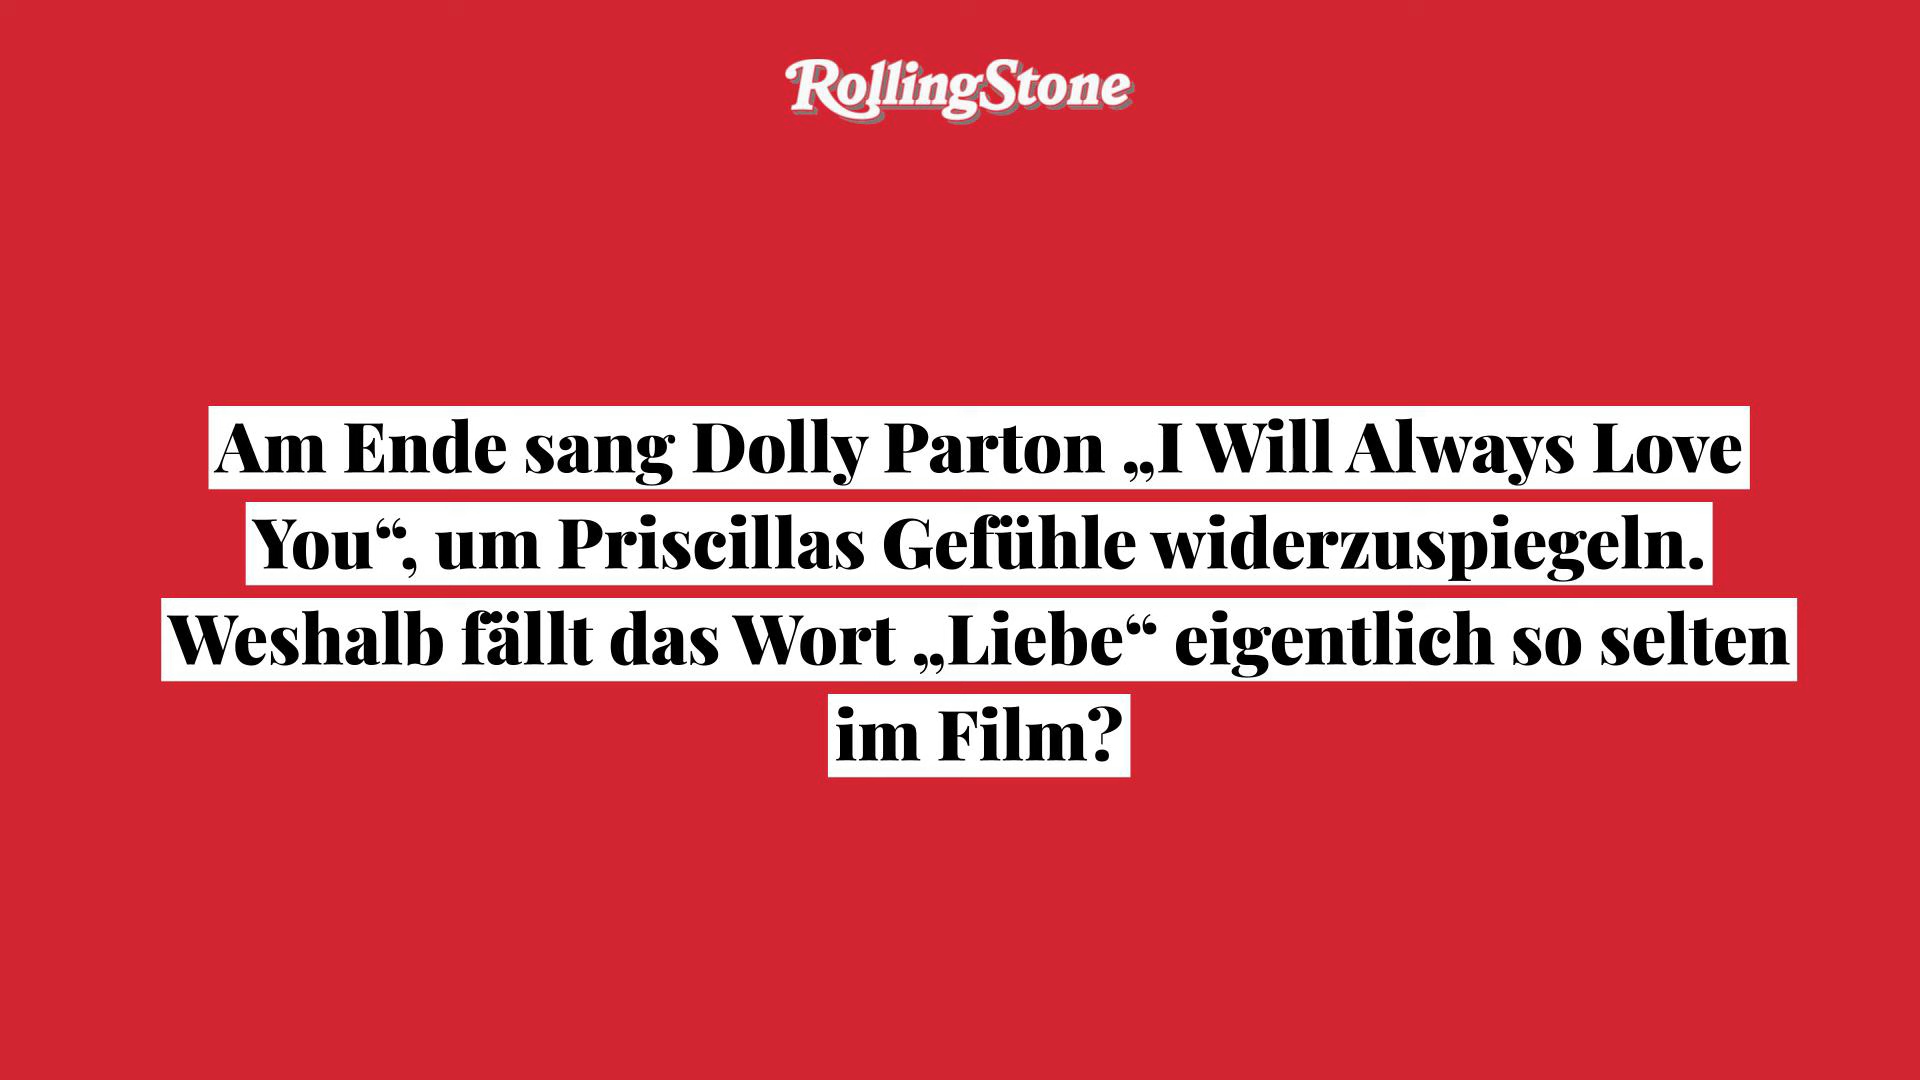 RollingStone
Am Ende sang Dolly Parton „I Will Always Love
You“, um Priscillas Gefühle widerzuspiegeln.
Weshalb fällt das Wort „Liebe“ eigentlich so selten
im Film?